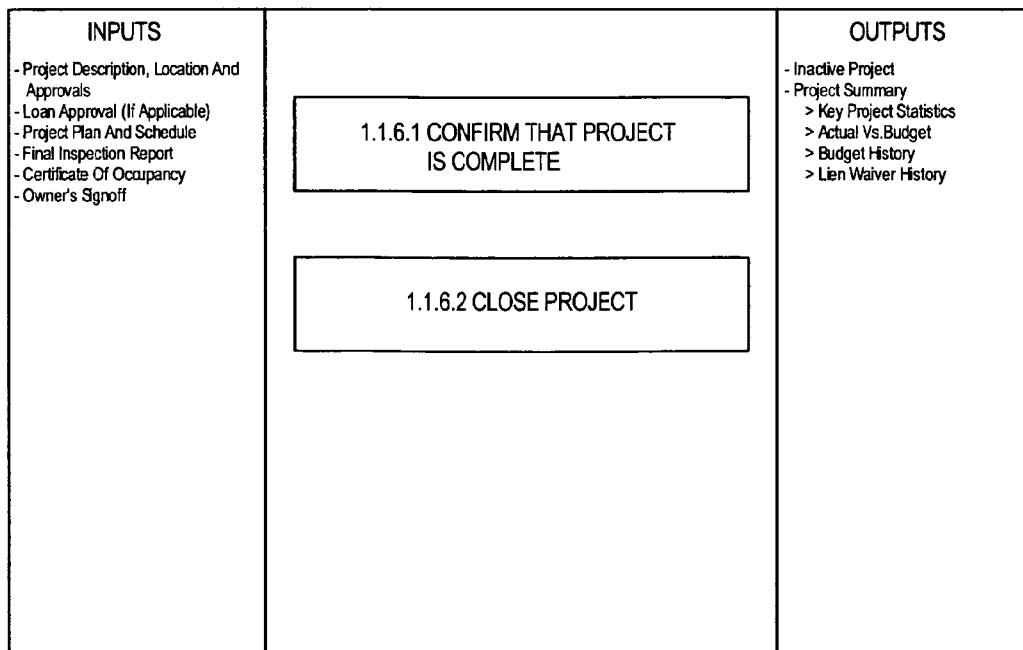 INPUTS
- Project Description, Location And
Approvals
- Loan Approval (If Applicable)
- Project Plan And Schedule
- Final Inspection Report
- Certificate Of Occupancy
- Owner's Signoff
1.1.6.1 CONFIRM THAT PROJECT
IS COMPLETE
1.1.6.2 CLOSE PROJECT
OUTPUTS
- Inactive Project
- Project Summary
> Key Project Statistics
> Actual Vs.Budget
> Budget History
> Lien Waiver History